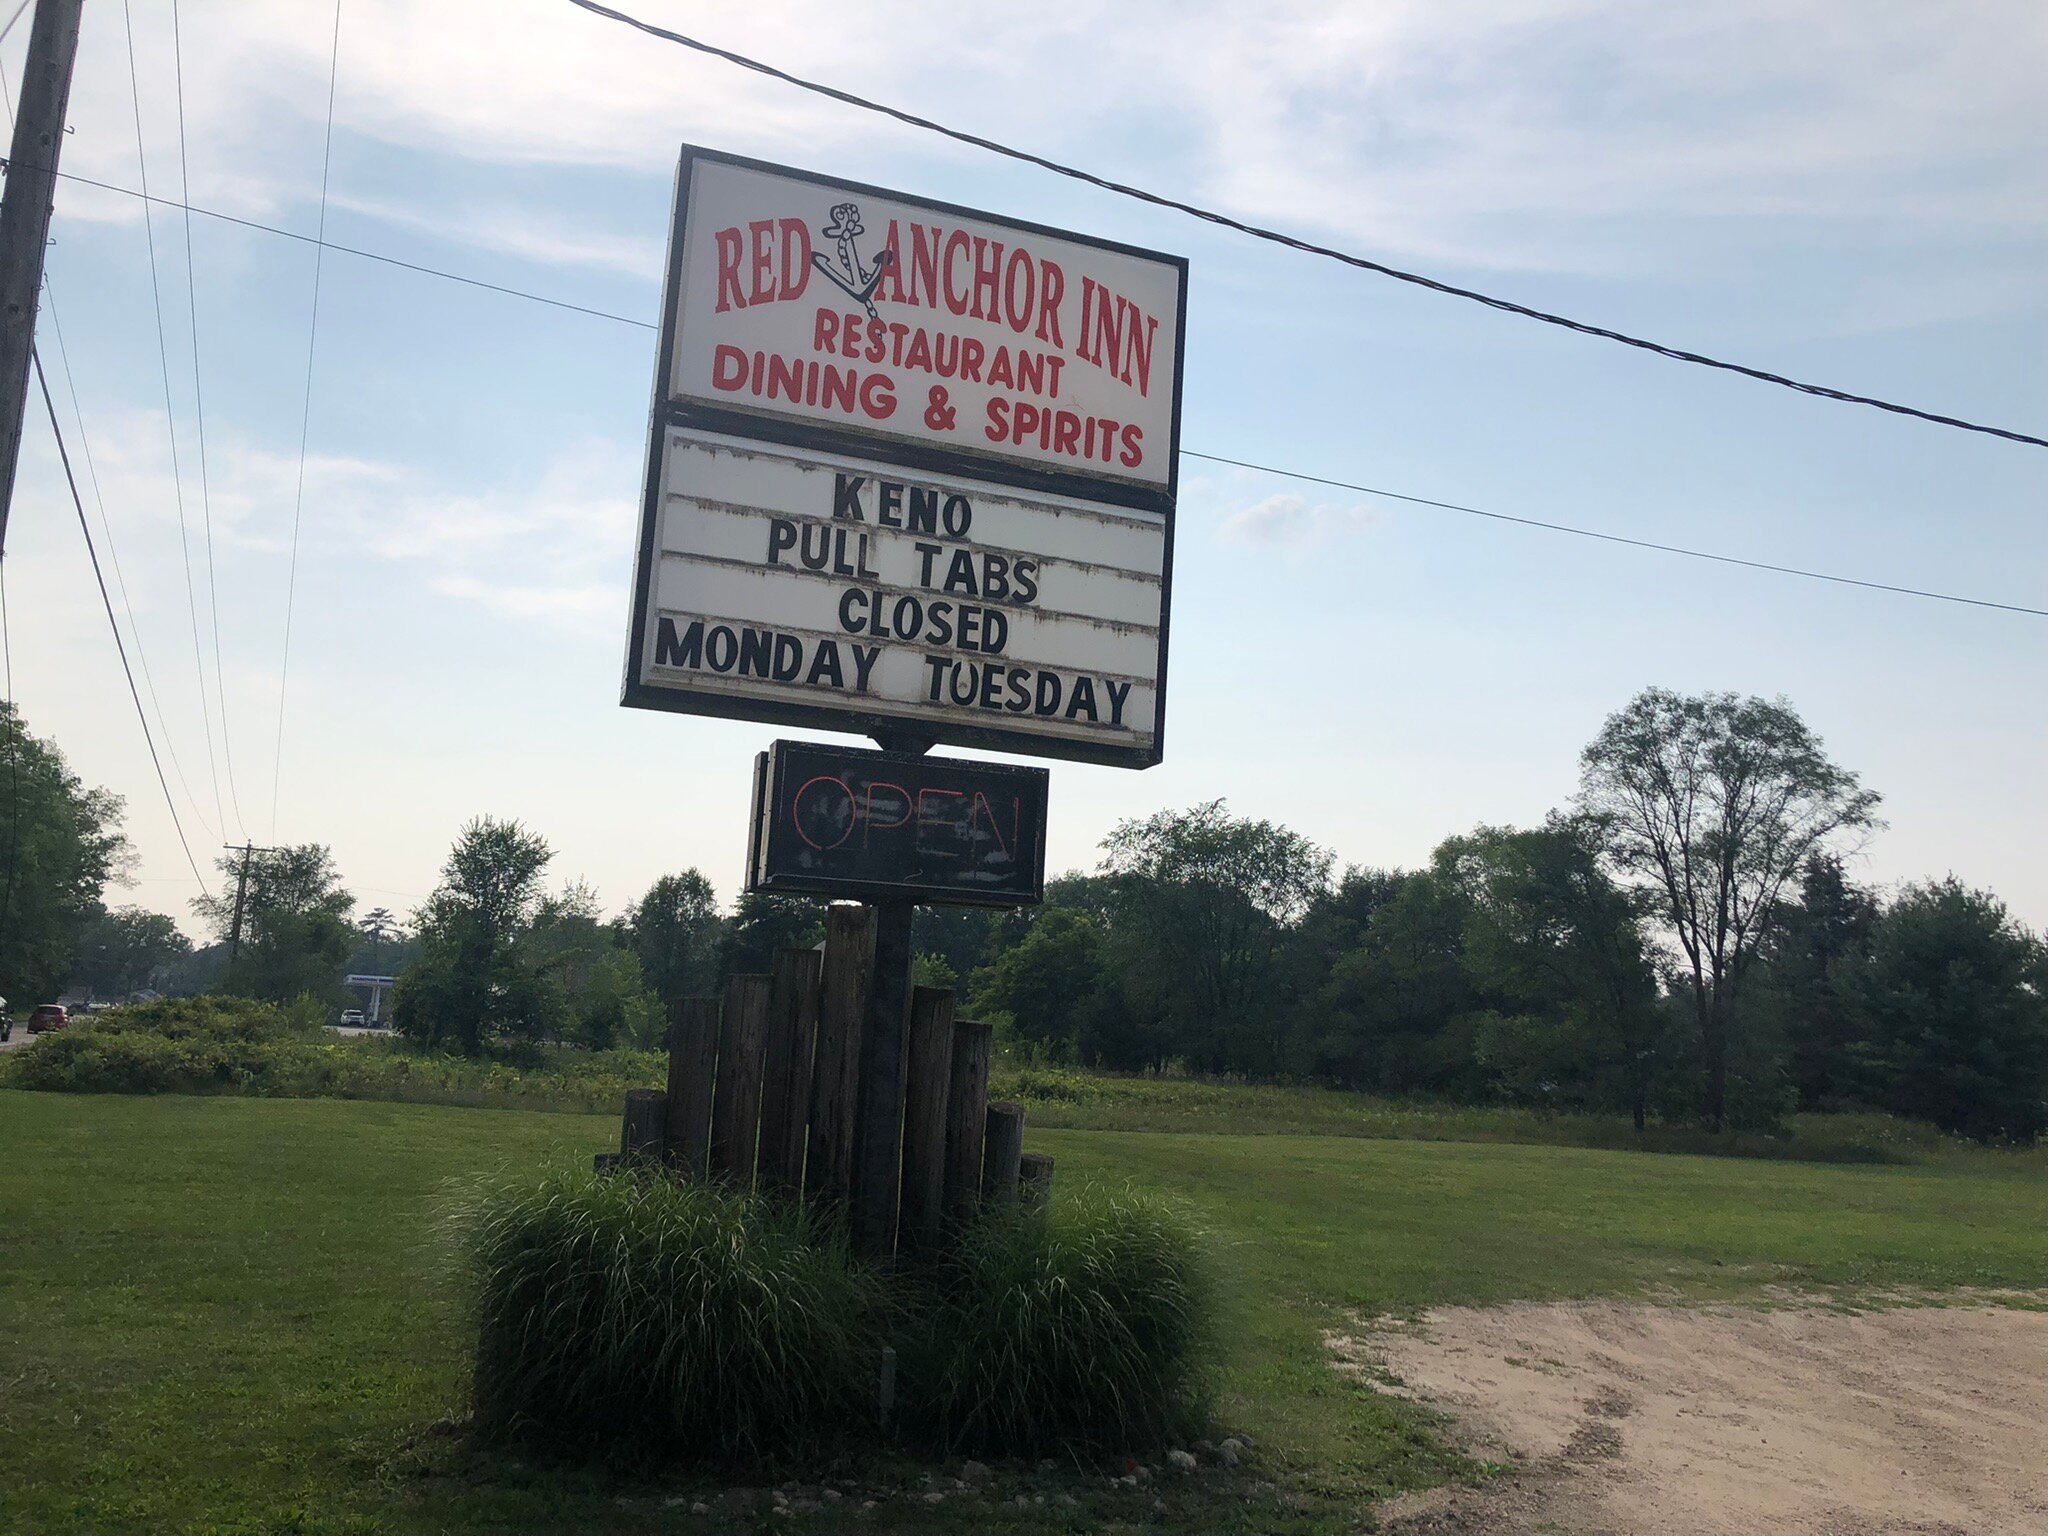 RED ANCHOR INN
RESTAURANT
DINING & SPIRITS
KENO
PULL TABS
CLOSED
MONDAY TUESDAY
OPEN